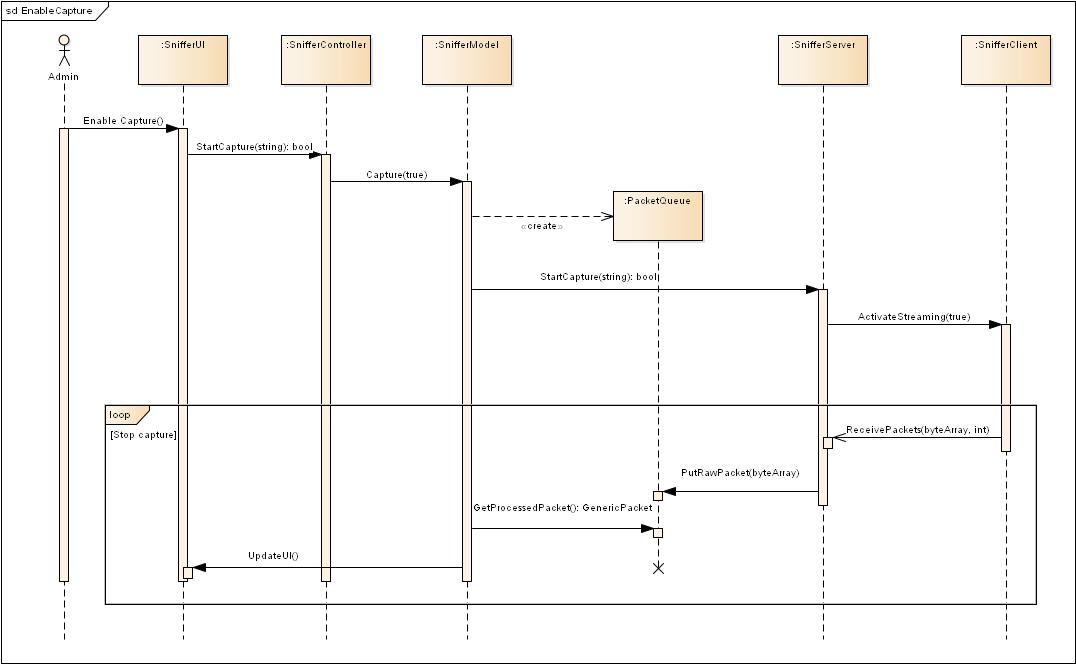 sd EnableCapture
:SnifferUI
:SnifferController
:SnifferModel
:SnifferServer
:SnifferClient
Admin
Enable Capture()
StartCapture(string): bool
Capture(true)
:PacketQueue
«create»
StartCapture(string): bool
ActivateStreaming(true)
loop
[Stop capture]
ReceivePackets(byteArray, int)
PutRawPacket(byteArray)
GetProcessedPacket(): GenericPacket
UpdateUI()